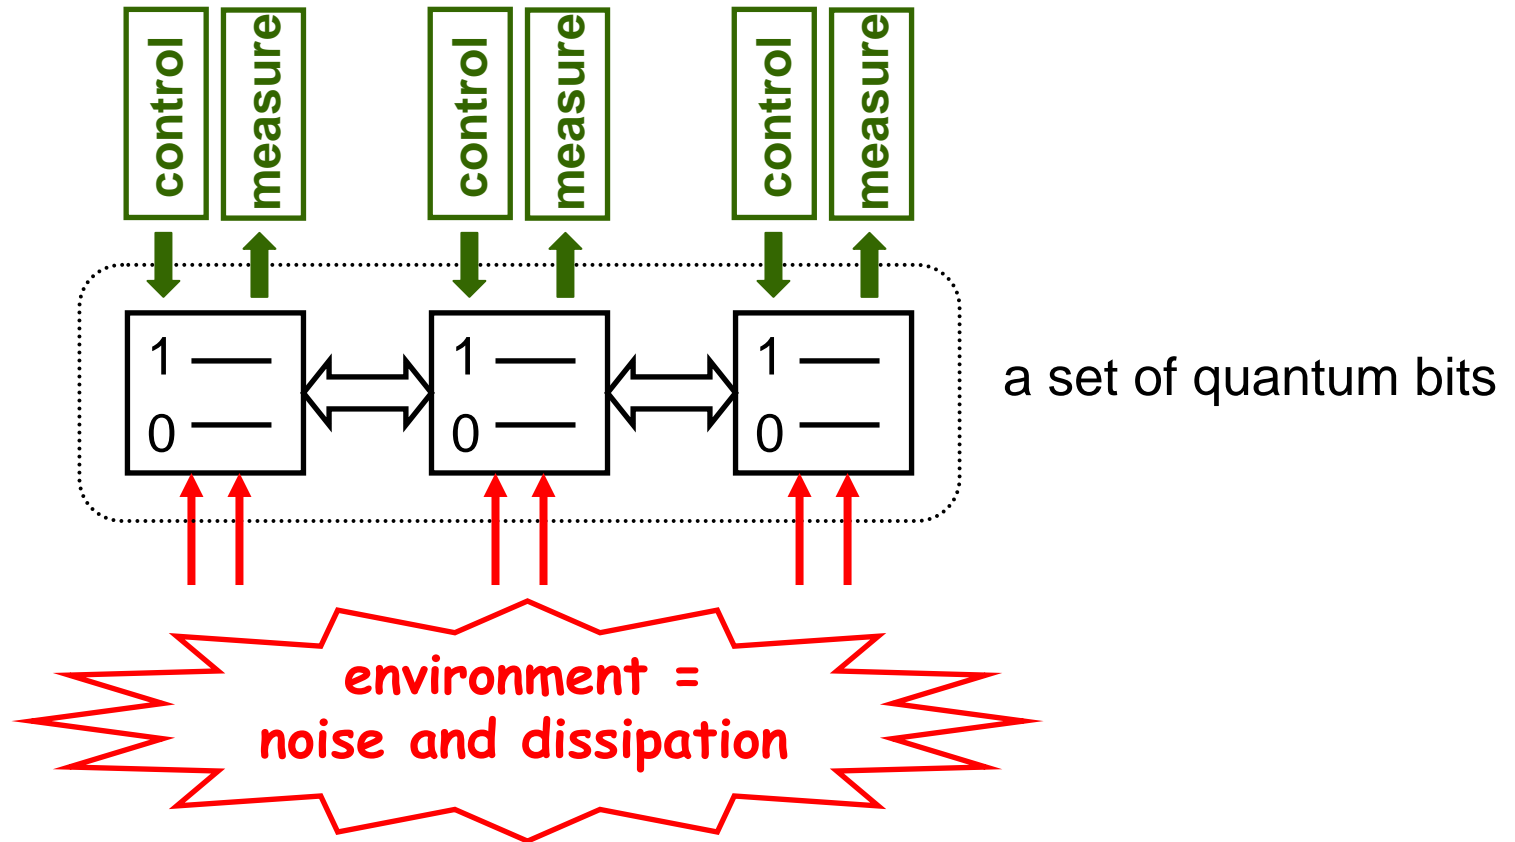 control measure control measure control measure
1 1 1
0 0 0
a set of quantum bits
environment =
noise and dissipation